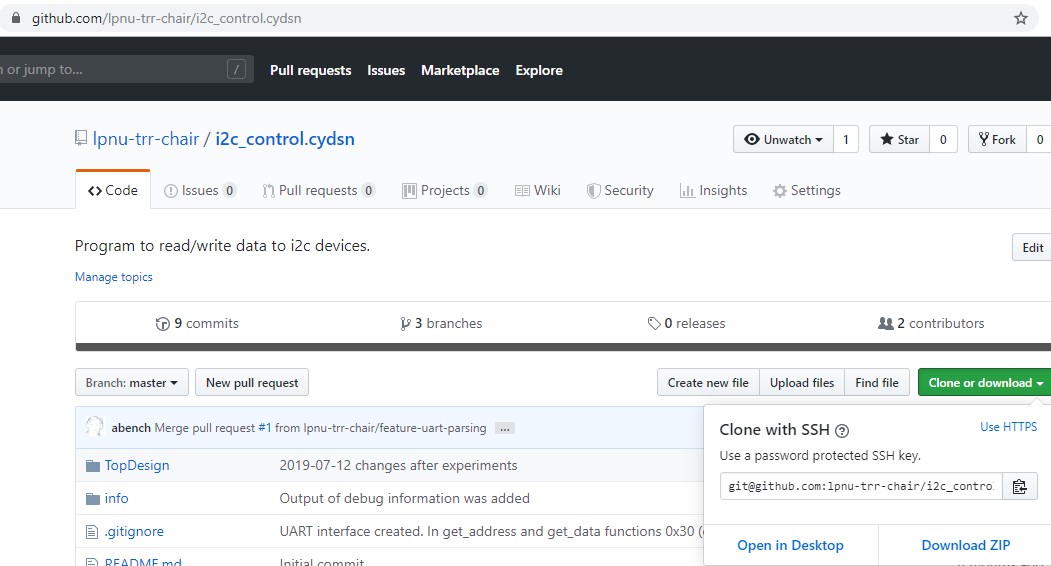 github.com/lpnu-trr-chair/i2c_control.cydsn
or jump to... / Pull requests Issues Marketplace Explore
lpnu-trr-chair / i2c_control.cydsn Unwatch 1 Star 0 Fork 0
Code Issues 0 Pull requests 0 Projects 0 Wiki Security Insights Settings
Program to read/write data to i2c devices. Edit
Manage topics
9 commits 3 branches 0 releases 2 contributors
Branch: master New pull request Create new file Upload files Find file Clone or download
abench Merge pull request #1 from lpnu-trr-chair/feature-uart-parsing ...
Clone with SSH ? Use HTTPS
Use a password protected SSH key.
git@github.com:lpnu-trr-chair/i2c_contro
Open in Desktop Download ZIP
TopDesign 2019-07-12 changes after experiments
info Output of debug information was added
.gitignore UART interface created. In get_address and get_data functions 0x30 (
README.md Initial commit